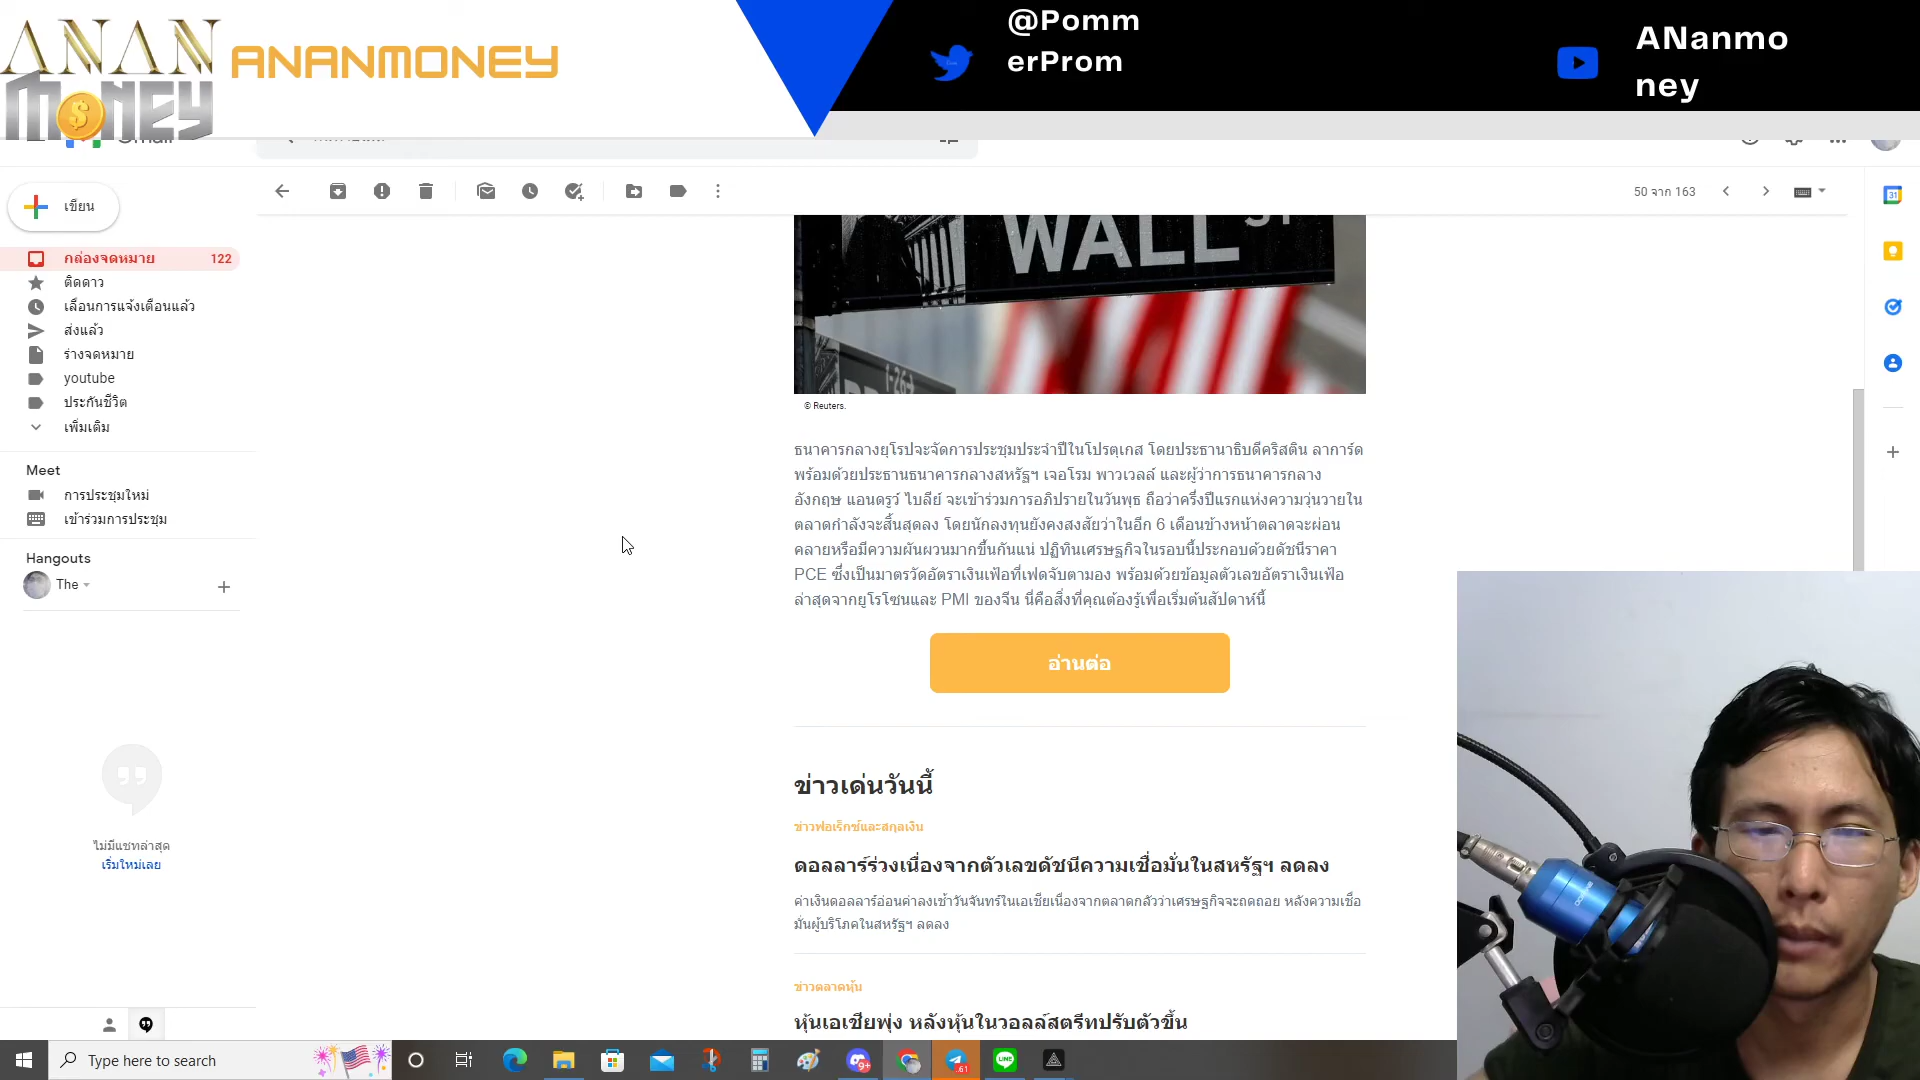 ANAN
MONEY
ANANMONEY
@Pomm
erProm
ANanmo
ney
เขียน
50 จาก 163
กล่องจดหมาย 122
ติดดาว
เลื่อนการแจ้งเตือนแล้ว
ส่งแล้ว
ร่างจดหมาย
youtube
ประกันชีวิต
เพิ่มเติม
Meet
การประชุมใหม่
เข้าร่วมการประชุม
Hangouts
The
ไม่มีแชทล่าสุด
เริ่มใหม่เลย
WALL ST
© Reuters.
ธนาคารกลางยุโรปจะจัดการประชุมประจำปีในโปรตุเกส โดยประธานาธิบดีคริสติน ลาการ์ด
พร้อมด้วยประธานธนาคารกลางสหรัฐฯ เจอโรม พาวเวลล์ และผู้ว่าการธนาคารกลาง
อังกฤษ แอนดรูว์ ไบลีย์ จะเข้าร่วมการอภิปรายในวันพุธ ถือว่าครึ่งปีแรกแห่งความวุ่นวายใน
ตลาดกำลังจะสิ้นสุดลง โดยนักลงทุนยังคงสงสัยว่าในอีก 6 เดือนข้างหน้าตลาดจะผ่อน
คลายหรือมีความผันผวนมากขึ้นกันแน่ ปฏิทินเศรษฐกิจในรอบนี้ประกอบด้วยดัชนีราคา
PCE ซึ่งเป็นมาตรวัดอัตราเงินเฟ้อที่เฟดจับตามอง พร้อมด้วยข้อมูลตัวเลขอัตราเงินเฟ้อ
ล่าสุดจากยูโรโซนและ PMI ของจีน นี่คือสิ่งที่คุณต้องรู้เพื่อเริ่มต้นสัปดาห์นี้
อ่านต่อ
ข่าวเด่นวันนี้
ข่าวฟอเร็กซ์และสกุลเงิน
ดอลลาร์ร่วงเนื่องจากตัวเลขดัชนีความเชื่อมั่นในสหรัฐฯ ลดลง
ค่าเงินดอลลาร์อ่อนค่าลงเช้าวันจันทร์ในเอเชียเนื่องจากตลาดกลัวว่าเศรษฐกิจจะถดถอย หลังความเชื่อ
มั่นผู้บริโภคในสหรัฐฯ ลดลง
ข่าวตลาดหุ้น
หุ้นเอเชียพุ่ง หลังหุ้นในวอลล์สตรีทปรับตัวขึ้น
31
Type here to search
9+
61
LINE